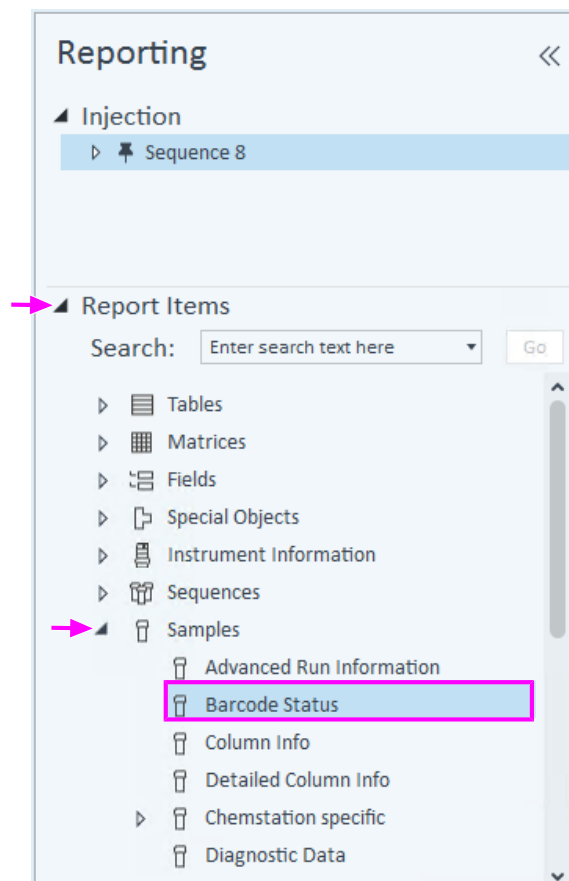 Reporting
Injection
Sequence 8
Report Items
Search: Enter search text here Go
Tables
Matrices
Fields
Special Objects
Instrument Information
Sequences
Samples
Advanced Run Information
Barcode Status
Column Info
Detailed Column Info
Chemstation specific
Diagnostic Data